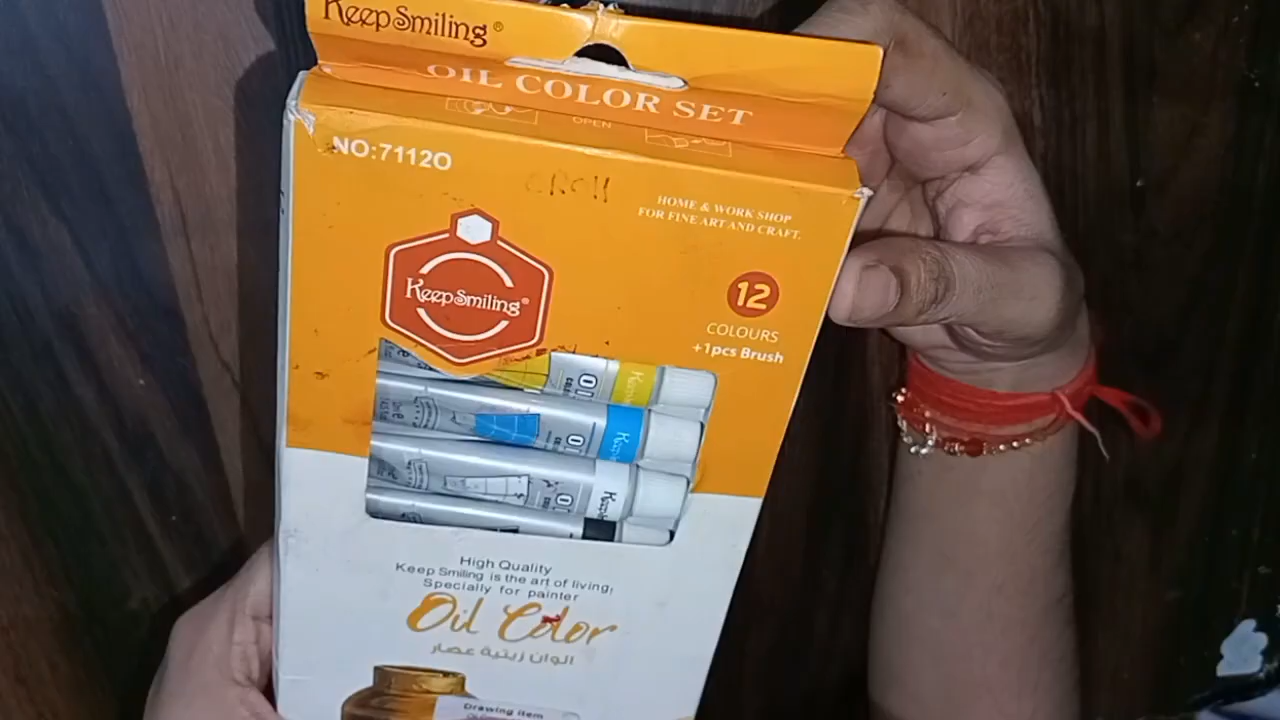 KeepSmiling®
OIL COLOR SET
OPEN
NO:71120
HOME & WORK SHOP
FOR FINE ART AND CRAFT.
KeepSmiling®
12
COLOURS
+1pcs Brush
High Quality
Keep Smiling is the art of living,
Specially for painter
Oil Color
الوان زيتية عصار
Drawing item